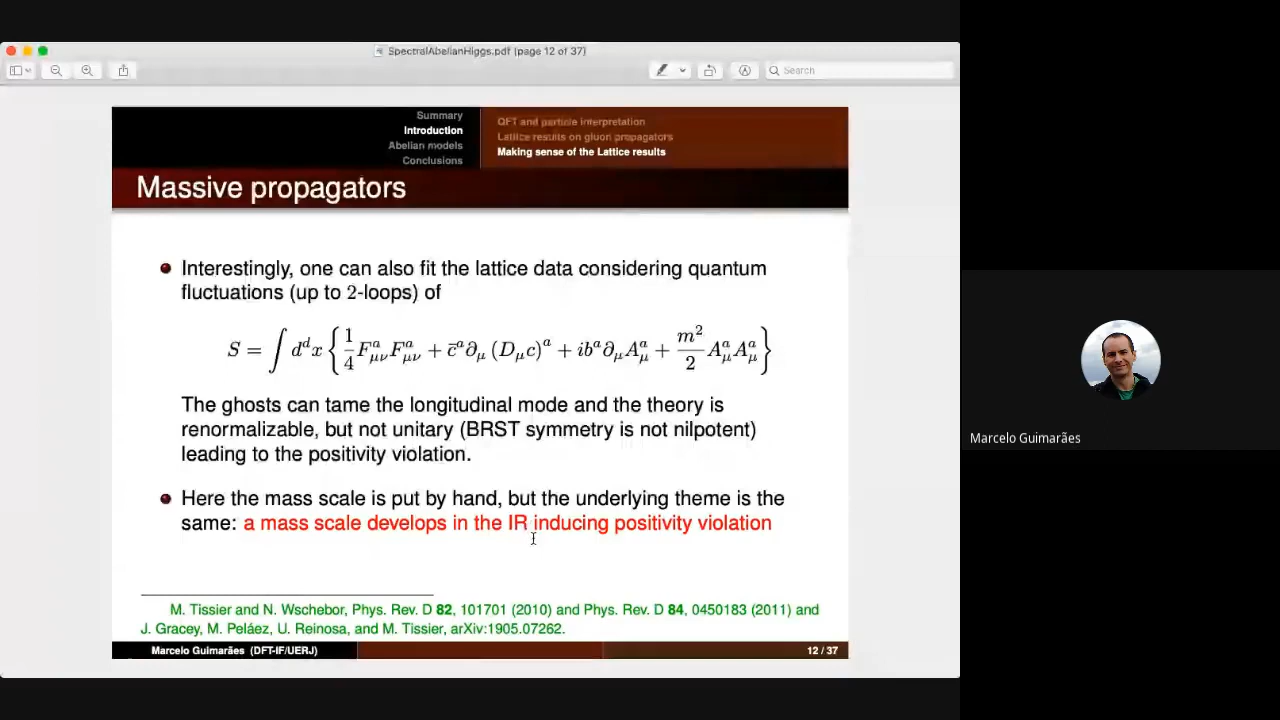 SpectralAbelianHiggs.pdf (page 12 of 37)
Search
Summary
Introduction
Abelian models
Conclusions
QFT and particle interpretation
Lattice results on gluon propagators
Making sense of the Lattice results
Massive propagators
Interestingly, one can also fit the lattice data considering quantum
fluctuations (up to 2-loops) of
S = ∫ d^d x { 1/4 F^a_{μν} F^a_{μν} + c̄^a ∂_μ (D_μ c)^a + i b^a ∂_μ A^a_μ + m^2/2 A^a_μ A^a_μ }
The ghosts can tame the longitudinal mode and the theory is
renormalizable, but not unitary (BRST symmetry is not nilpotent)
leading to the positivity violation.
Here the mass scale is put by hand, but the underlying theme is the
same: a mass scale develops in the IR inducing positivity violation
M. Tissier and N. Wschebor, Phys. Rev. D 82, 101701 (2010) and Phys. Rev. D 84, 0450183 (2011) and
J. Gracey, M. Peláez, U. Reinosa, and M. Tissier, arXiv:1905.07262.
Marcelo Guimarães (DFT-IF/UERJ)
12 / 37
Marcelo Guimarães